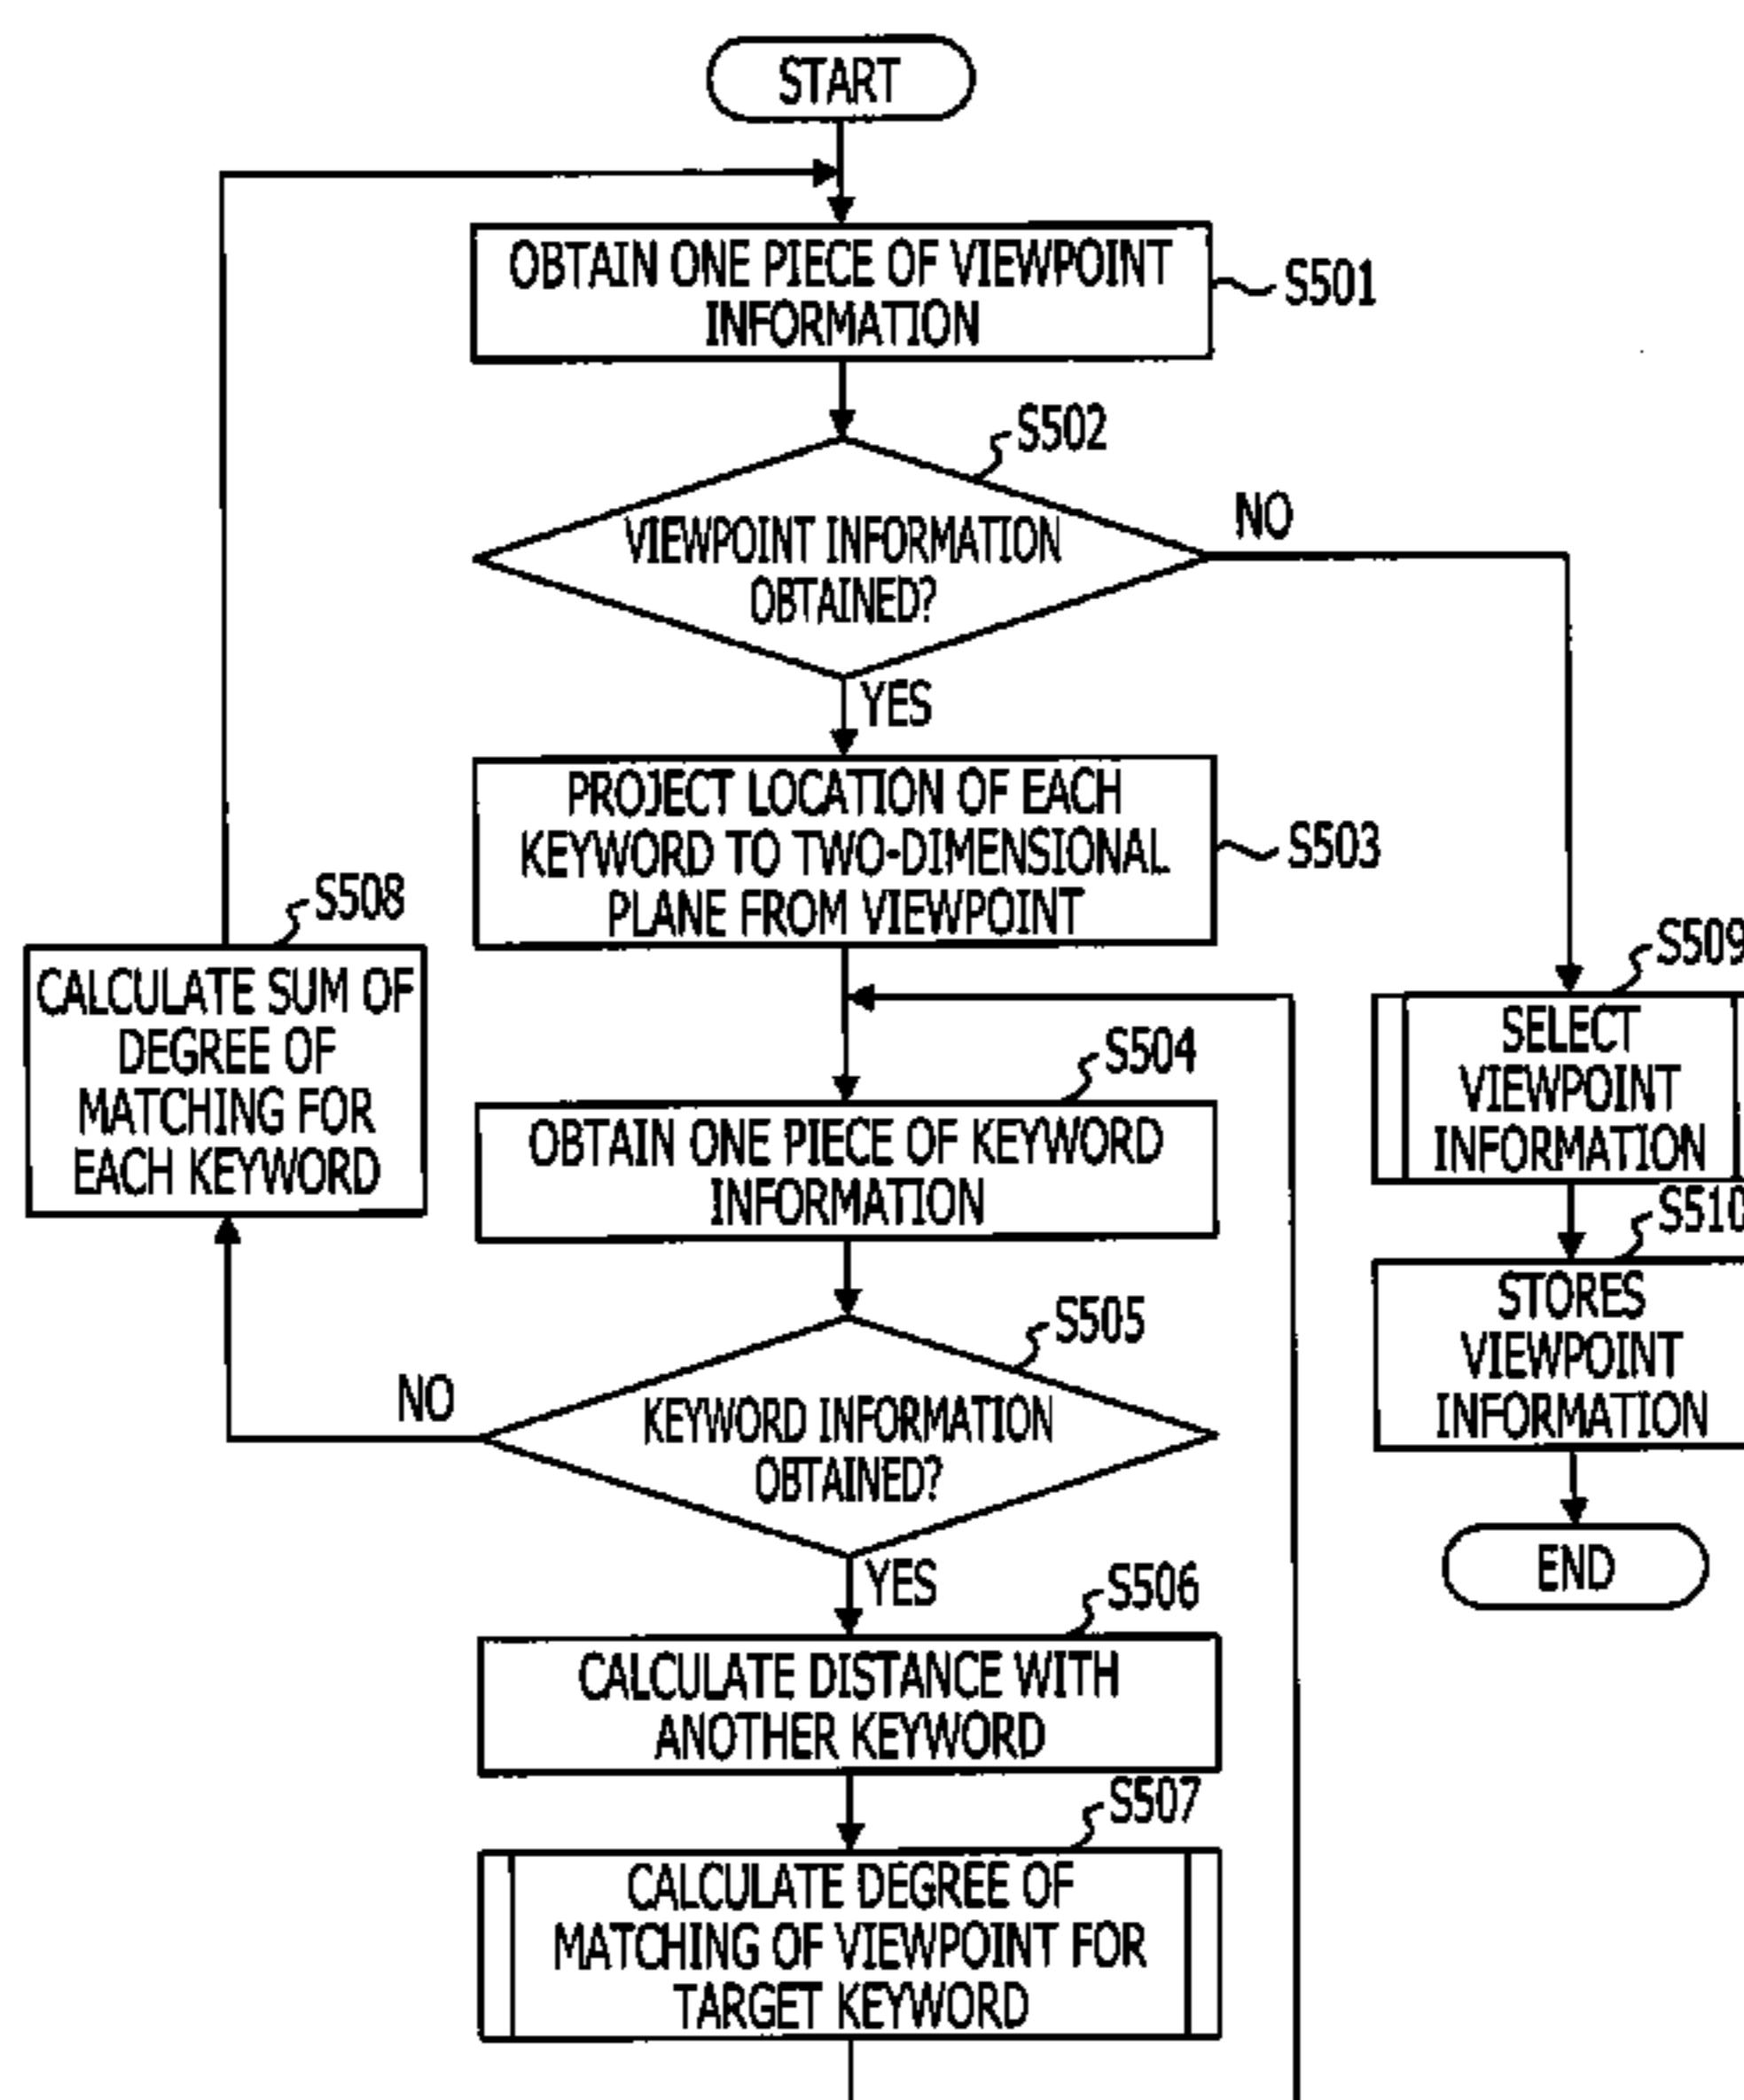 START
OBTAIN ONE PIECE OF VIEWPOINT
INFORMATION
S501
S502
VIEWPOINT INFORMATION
OBTAINED?
NO
YES
PROJECT LOCATION OF EACH
KEYWORD TO TWO-DIMENSIONAL
PLANE FROM VIEWPOINT
S503
S508
CALCULATE SUM OF
DEGREE OF
MATCHING FOR
EACH KEYWORD
S509
SELECT
VIEWPOINT
INFORMATION
S504
OBTAIN ONE PIECE OF KEYWORD
INFORMATION
S510
STORES
VIEWPOINT
INFORMATION
S505
KEYWORD INFORMATION
OBTAINED?
NO
YES
END
S506
CALCULATE DISTANCE WITH
ANOTHER KEYWORD
S507
CALCULATE DEGREE OF
MATCHING OF VIEWPOINT FOR
TARGET KEYWORD